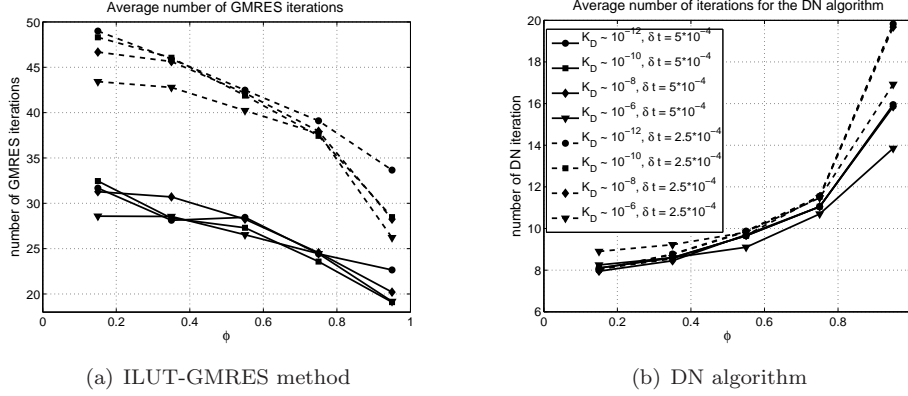 Average number of GMRES iterations
50
45
40
36
33
30
25
20
number of GMRES iterations
0
0.2
0.4
0.6
0.8
1
ϕ
(a) ILUT-GMRES method
Average number of iterations for the DN algorithm
20
18
16
14
12
10
8
6
number of DN iteration
K_D ~ 10^-12, δ t = 5*10^-4
K_D ~ 10^-10, δ t = 5*10^-4
K_D ~ 10^-8, δ t = 5*10^-4
K_D ~ 10^-6, δ t = 5*10^-4
K_D ~ 10^-12, δ t = 2.5*10^-4
K_D ~ 10^-10, δ t = 2.5*10^-4
K_D ~ 10^-8, δ t = 2.5*10^-4
K_D ~ 10^-6, δ t = 2.5*10^-4
0
0.2
0.4
0.6
0.8
1
ϕ
(b) DN algorithm